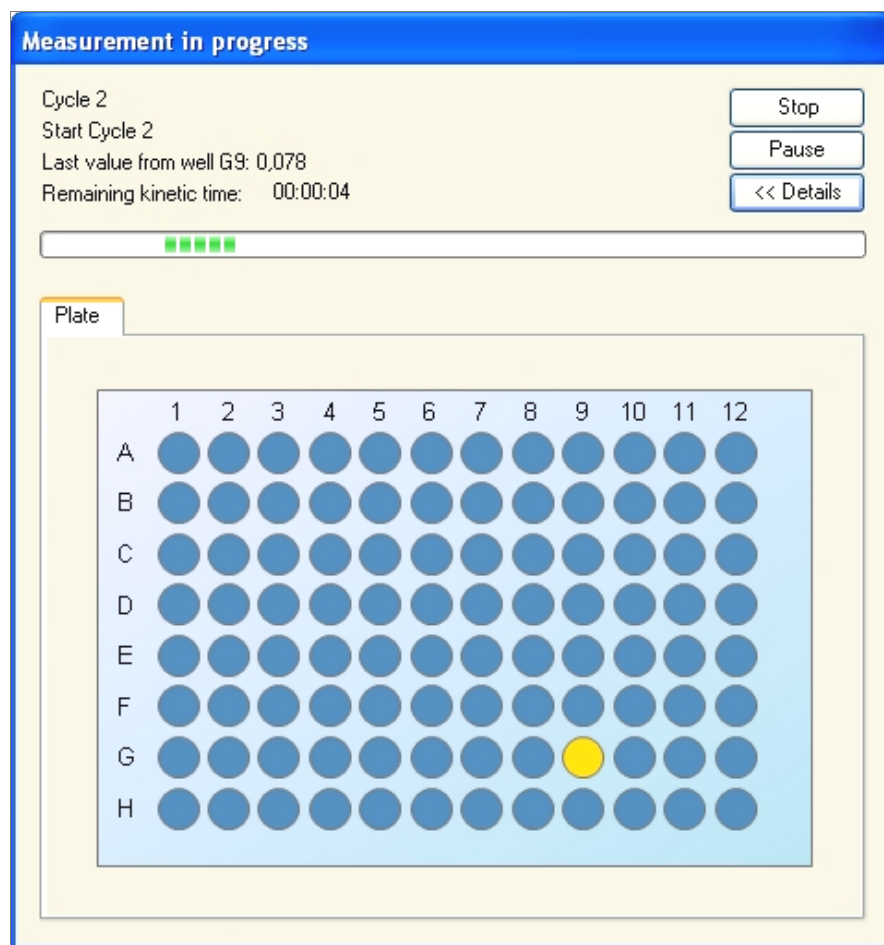 Measurement in progress
Cycle 2
Start Cycle 2
Last value from well G9: 0,078
Remaining kinetic time: 00:00:04
Stop
Pause
<< Details
Plate
1 2 3 4 5 6 7 8 9 10 11 12
A
B
C
D
E
F
G
H